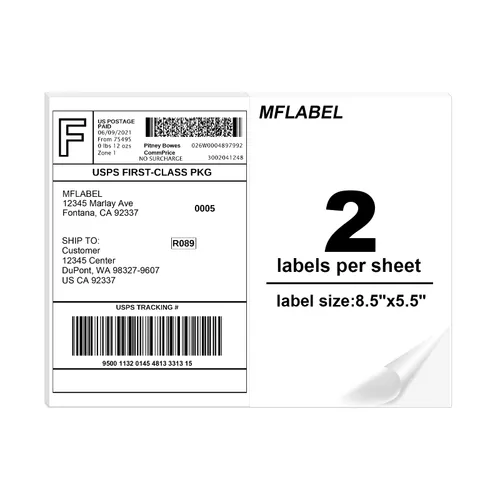 F
US POSTAGE
PAID
06/09/2021
From 75495
0 lbs 12 ozs
Zone 1
Pitney Bowes
CommPrice
NO SURCHARGE
026W0004897992
3002041248
USPS FIRST-CLASS PKG
MFLABEL
12345 Marlay Ave
Fontana, CA 92337
0005
SHIP TO:
Customer
12345 Center
DuPont, WA 98327-9607
US CA 92337
R089
USPS TRACKING #
9500 1132 0145 4813 3313 15
MFLABEL
2
labels per sheet
label size:8.5"x5.5"